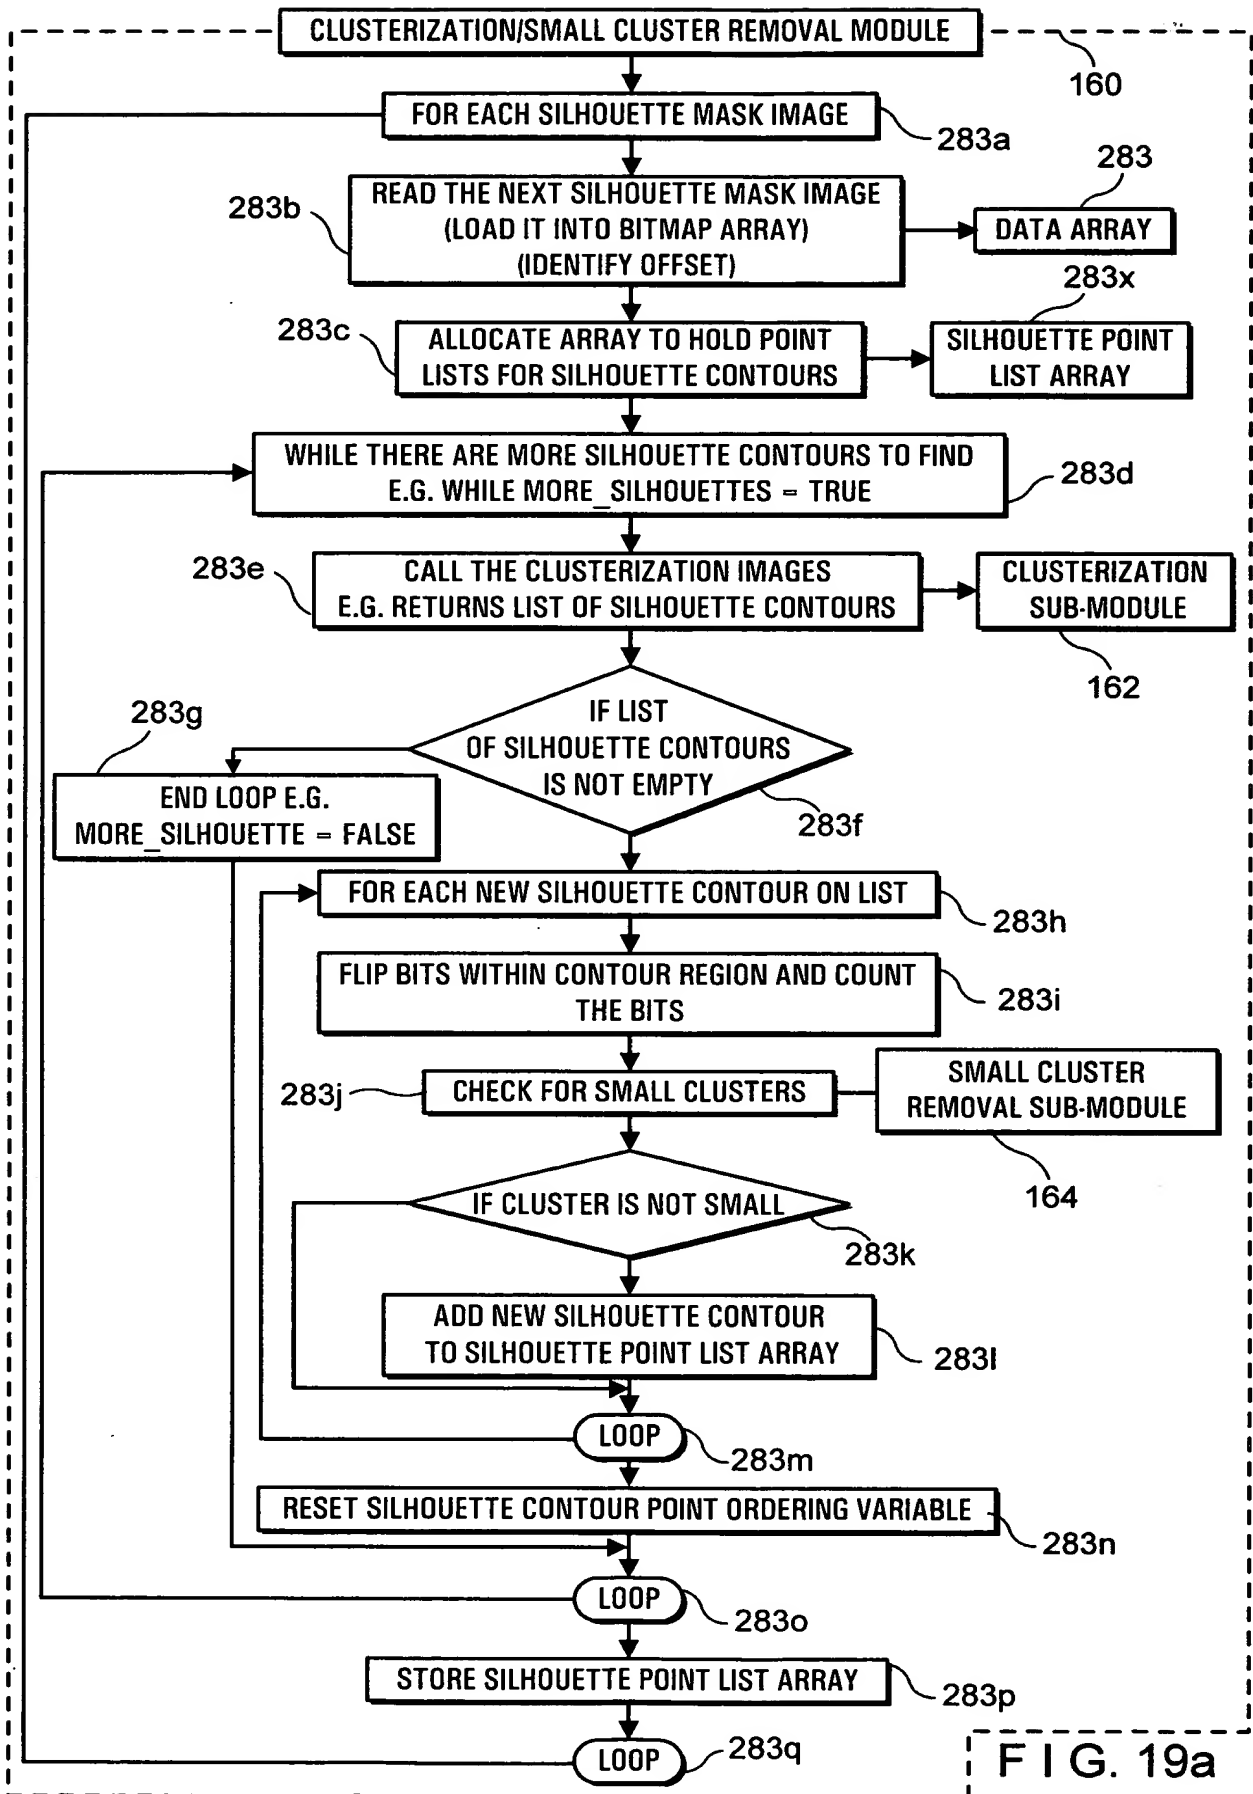 CLUSTERIZATION/SMALL CLUSTER REMOVAL MODULE
160
FOR EACH SILHOUETTE MASK IMAGE
283a
READ THE NEXT SILHOUETTE MASK IMAGE
(LOAD IT INTO BITMAP ARRAY)
(IDENTIFY OFFSET)
283b
283
DATA ARRAY
283c
ALLOCATE ARRAY TO HOLD POINT
LISTS FOR SILHOUETTE CONTOURS
283x
SILHOUETTE POINT
LIST ARRAY
WHILE THERE ARE MORE SILHOUETTE CONTOURS TO FIND
E.G. WHILE MORE_SILHOUETTES = TRUE
283d
283e
CALL THE CLUSTERIZATION IMAGES
E.G. RETURNS LIST OF SILHOUETTE CONTOURS
CLUSTERIZATION
SUB-MODULE
162
IF LIST
OF SILHOUETTE CONTOURS
IS NOT EMPTY
283f
283g
END LOOP E.G.
MORE_SILHOUETTE = FALSE
FOR EACH NEW SILHOUETTE CONTOUR ON LIST
283h
FLIP BITS WITHIN CONTOUR REGION AND COUNT
THE BITS
283i
283j
CHECK FOR SMALL CLUSTERS
SMALL CLUSTER
REMOVAL SUB-MODULE
164
IF CLUSTER IS NOT SMALL
283k
ADD NEW SILHOUETTE CONTOUR
TO SILHOUETTE POINT LIST ARRAY
283l
LOOP
283m
RESET SILHOUETTE CONTOUR POINT ORDERING VARIABLE
283n
LOOP
283o
STORE SILHOUETTE POINT LIST ARRAY
283p
LOOP
283q
F I G. 19a